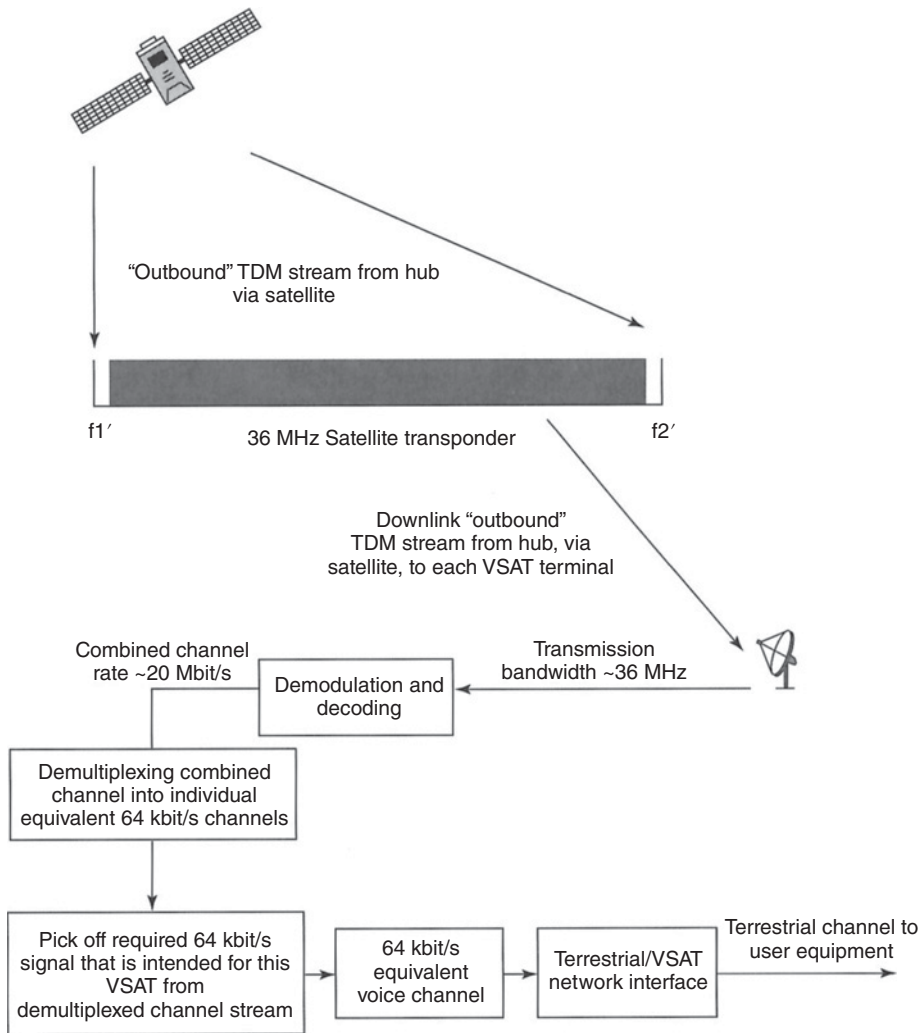 “Outbound” TDM stream from hub
via satellite
f1′
36 MHz Satellite transponder
f2′
Downlink “outbound”
TDM stream from hub, via
satellite, to each VSAT terminal
Combined channel
rate ~20 Mbit/s
Demodulation and
decoding
Transmission
bandwidth ~36 MHz
Demultiplexing combined
channel into individual
equivalent 64 kbit/s channels
Pick off required 64 kbit/s
signal that is intended for this
VSAT from
demultiplexed channel stream
64 kbit/s
equivalent
voice channel
Terrestrial/VSAT
network interface
Terrestrial channel to
user equipment